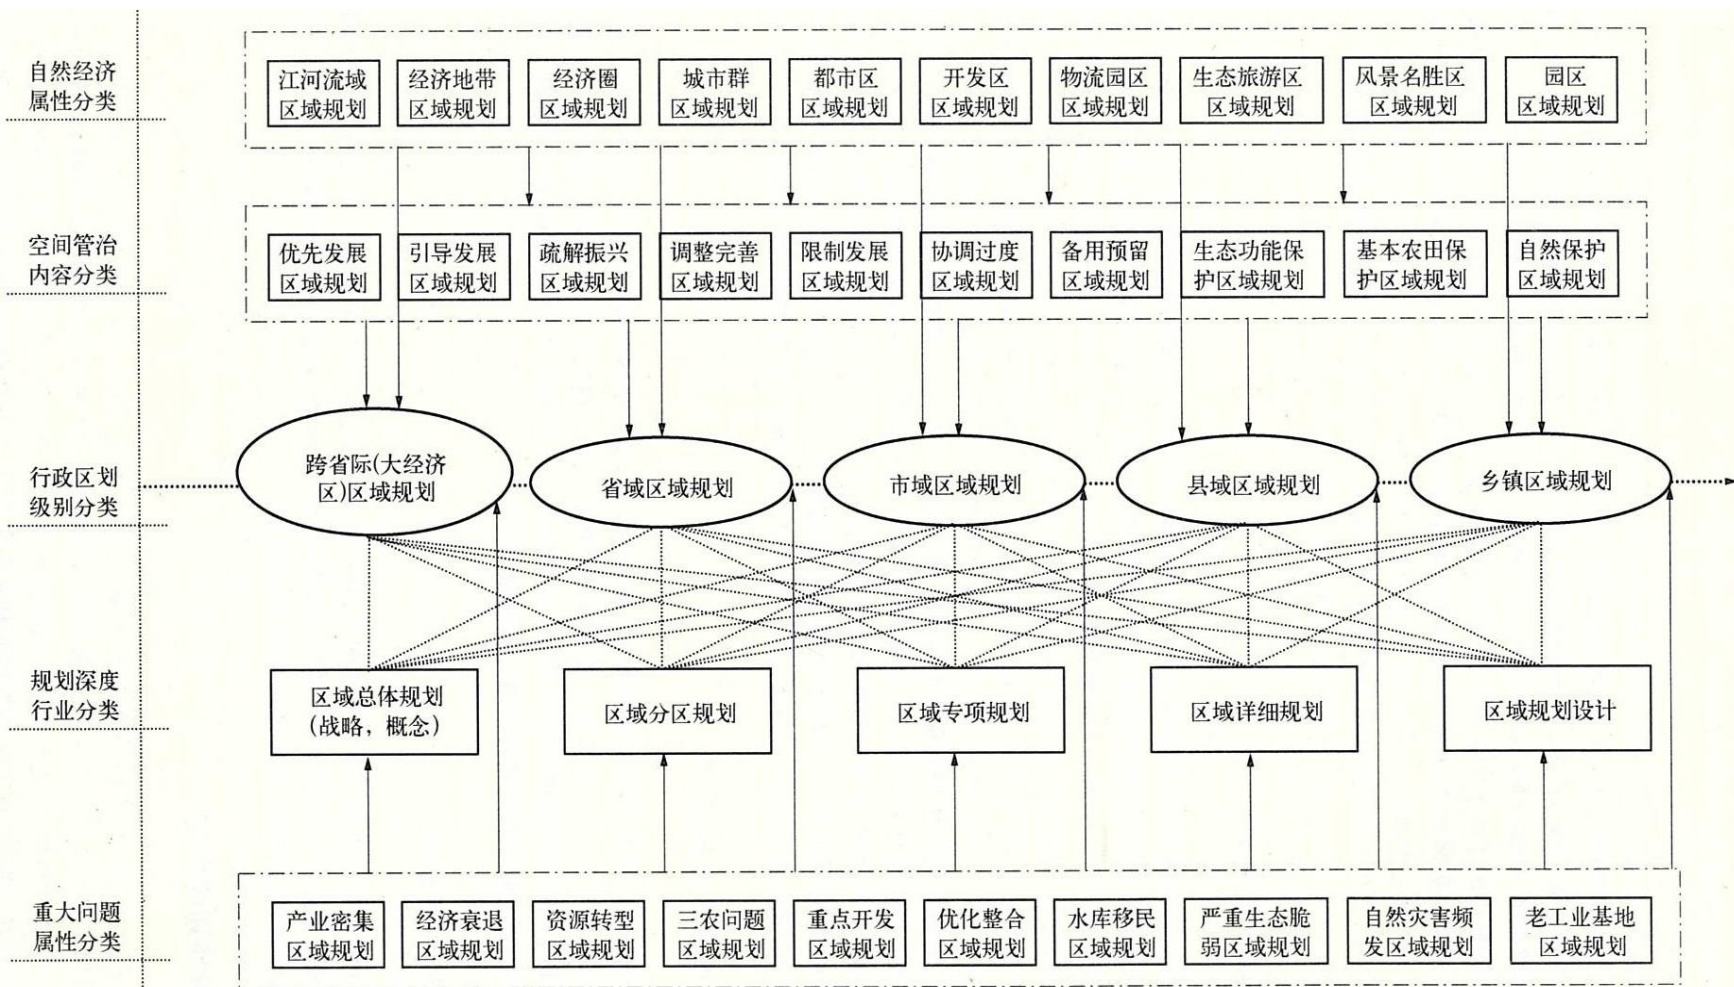 自然经济
属性分类
江河流域
区域规划
经济地带
区域规划
经济圈
区域规划
城市群
区域规划
都市区
区域规划
开发区
区域规划
物流园区
区域规划
生态旅游区
区域规划
风景名胜区
区域规划
园区
区域规划
空间管治
内容分类
优先发展
区域规划
引导发展
区域规划
疏解振兴
区域规划
调整完善
区域规划
限制发展
区域规划
协调过度
区域规划
备用预留
区域规划
生态功能保
护区域规划
基本农田保
护区域规划
自然保护
区域规划
行政区划
级别分类
跨省际(大经济
区)区域规划
省域区域规划
市域区域规划
县域区域规划
乡镇区域规划
规划深度
行业分类
区域总体规划
(战略，概念)
区域分区规划
区域专项规划
区域详细规划
区域规划设计
重大问题
属性分类
产业密集
区域规划
经济衰退
区域规划
资源转型
区域规划
三农问题
区域规划
重点开发
区域规划
优化整合
区域规划
水库移民
区域规划
严重生态脆
弱区域规划
自然灾害频
发区域规划
老工业基地
区域规划